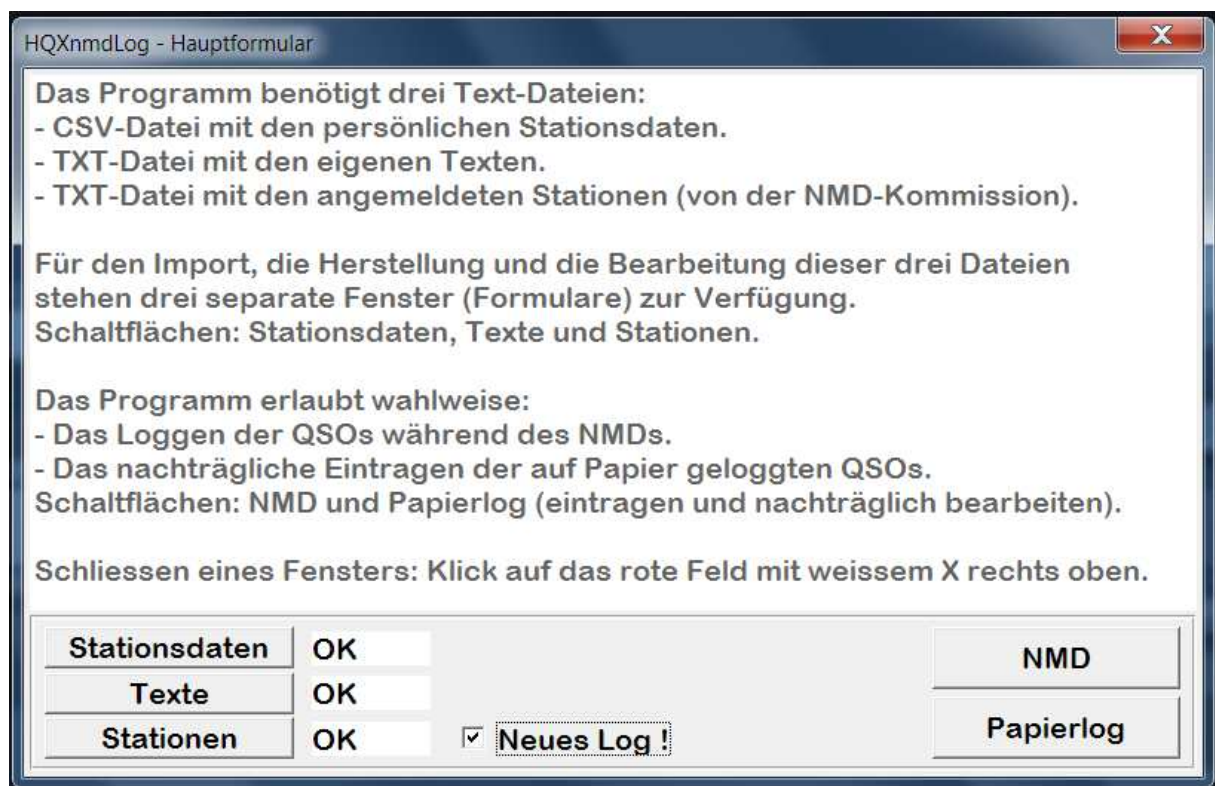 HQXnmdLog - Hauptformular
X
Das Programm benötigt drei Text-Dateien:
- CSV-Datei mit den persönlichen Stationsdaten.
- TXT-Datei mit den eigenen Texten.
- TXT-Datei mit den angemeldeten Stationen (von der NMD-Kommission).
Für den Import, die Herstellung und die Bearbeitung dieser drei Dateien
stehen drei separate Fenster (Formulare) zur Verfügung.
Schaltflächen: Stationsdaten, Texte und Stationen.
Das Programm erlaubt wahlweise:
- Das Loggen der QSOs während des NMDs.
- Das nachträgliche Eintragen der auf Papier geloggten QSOs.
Schaltflächen: NMD und Papierlog (eintragen und nachträglich bearbeiten).
Schliessen eines Fensters: Klick auf das rote Feld mit weissem X rechts oben.
Stationsdaten OK
Texte OK
Stationen OK Neues Log !
NMD
Papierlog